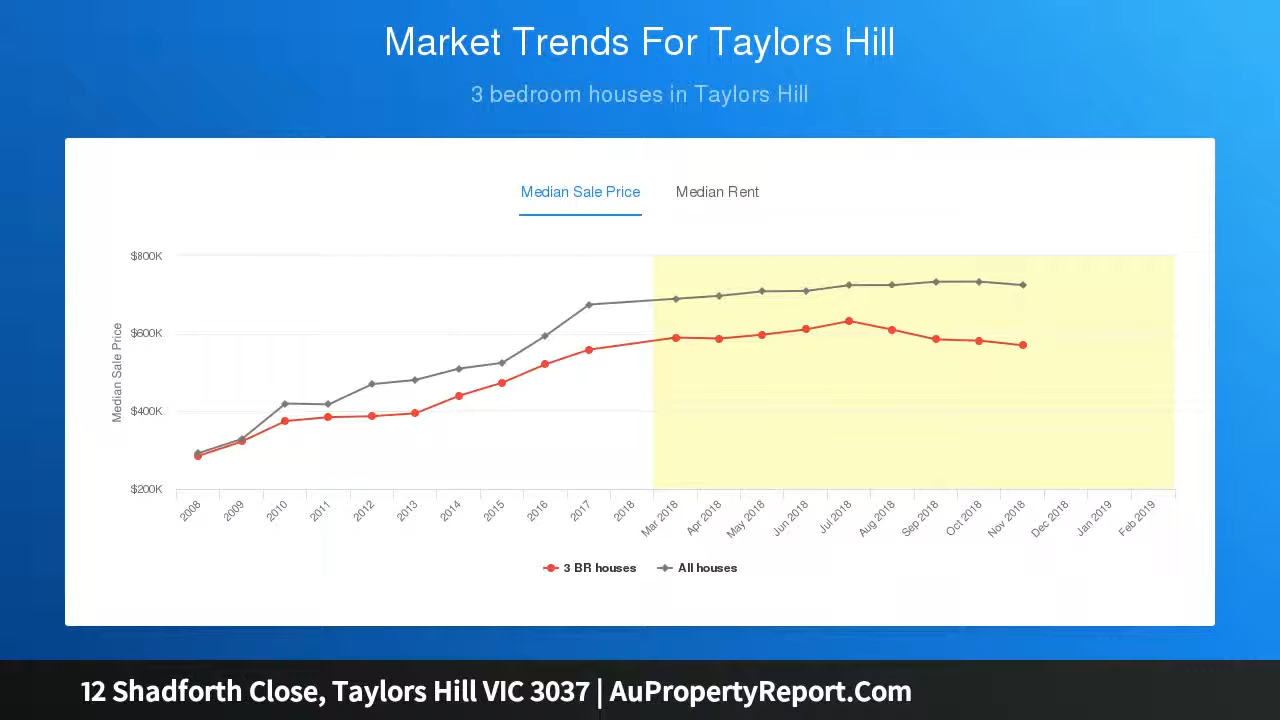 Market Trends For Taylors Hill
3 bedroom houses in Taylors Hill
Median Sale Price Median Rent
Median Sale Price
$800K
$600K
$400K
$200K
2008 2009 2010 2011 2012 2013 2014 2015 2016 2017 2018 Mar 2018 Apr 2018 May 2018 Jun 2018 Jul 2018 Aug 2018 Sep 2018 Oct 2018 Nov 2018 Dec 2018 Jan 2019 Feb 2019
3 BR houses All houses
12 Shadforth Close, Taylors Hill VIC 3037 | AuPropertyReport.Com